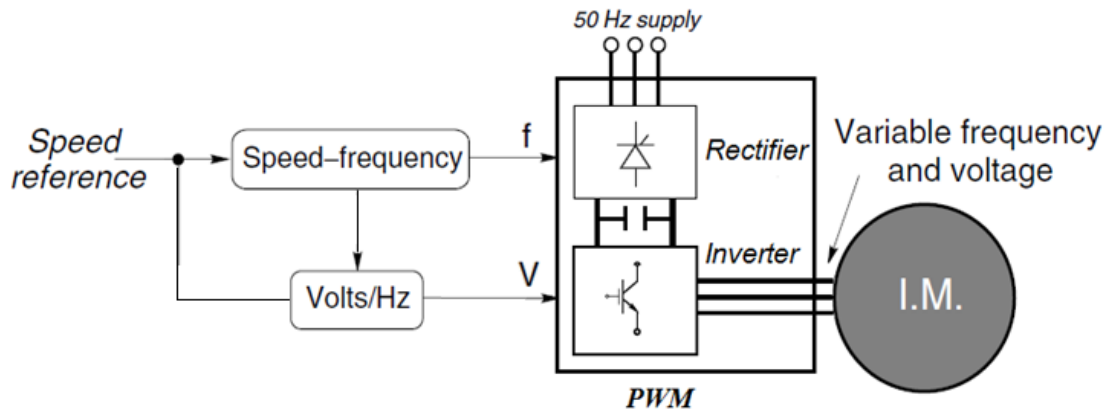 50 Hz supply
Speed
reference
Speed–frequency
f
Rectifier
Variable frequency
and voltage
Volts/Hz
V
Inverter
I.M.
PWM